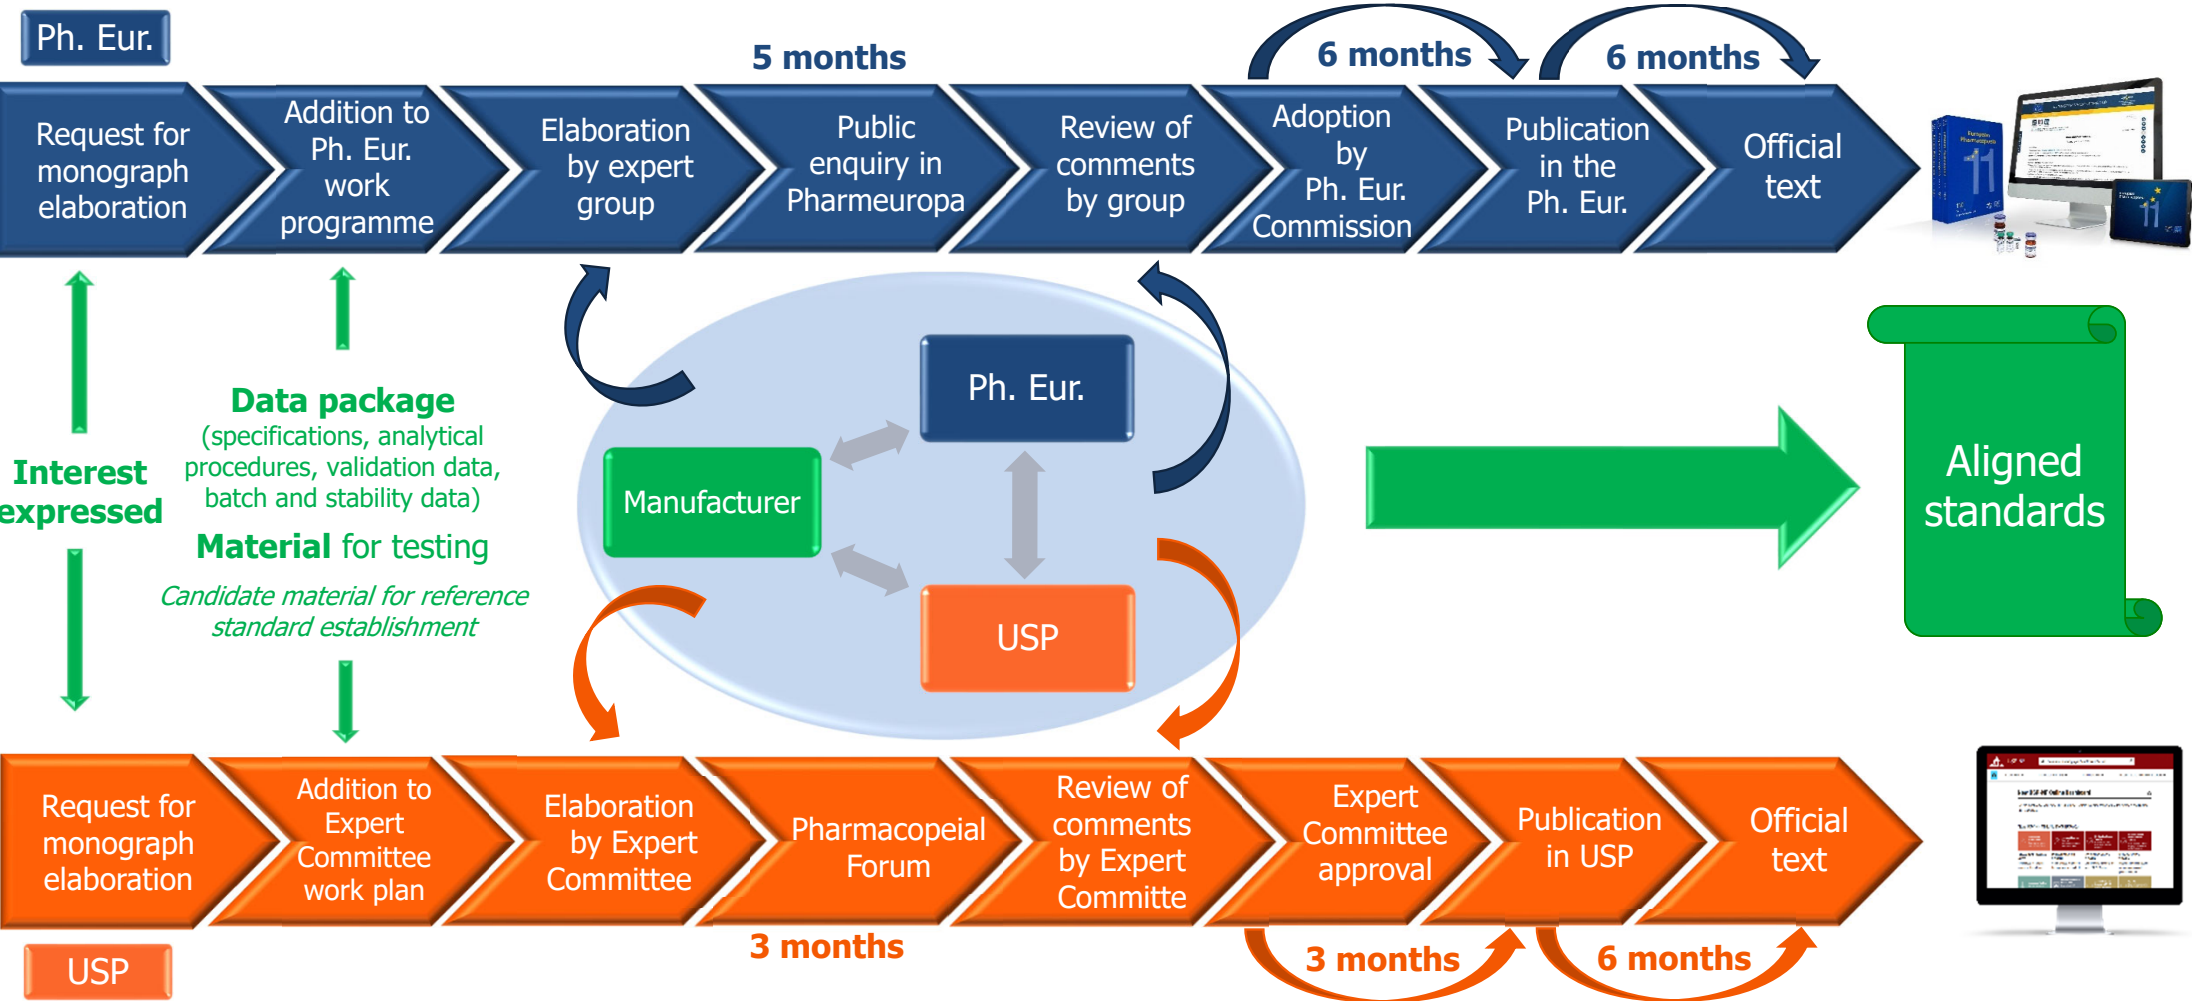 Ph. Eur.
5 months
6 months
6 months
Request for
monograph
elaboration
Addition to
Ph. Eur.
work
programme
Elaboration
by expert
group
Public
enquiry in
Pharmeuropa
Review of
comments
by group
Adoption
by
Ph. Eur.
Commission
Publication
in the
Ph. Eur.
Official
text
European
Pharmacopoeia
11
11
Interest
expressed
Data package
(specifications, analytical
procedures, validation data,
batch and stability data)
Material for testing
Candidate material for reference
standard establishment
Manufacturer
Ph. Eur.
USP
Aligned
standards
Request for
monograph
elaboration
Addition to
Expert
Committee
work plan
Elaboration
by Expert
Committee
Pharmacopeial
Forum
Review of
comments
by Expert
Committe
Expert
Committee
approval
Publication
in USP
Official
text
3 months
3 months
6 months
USP